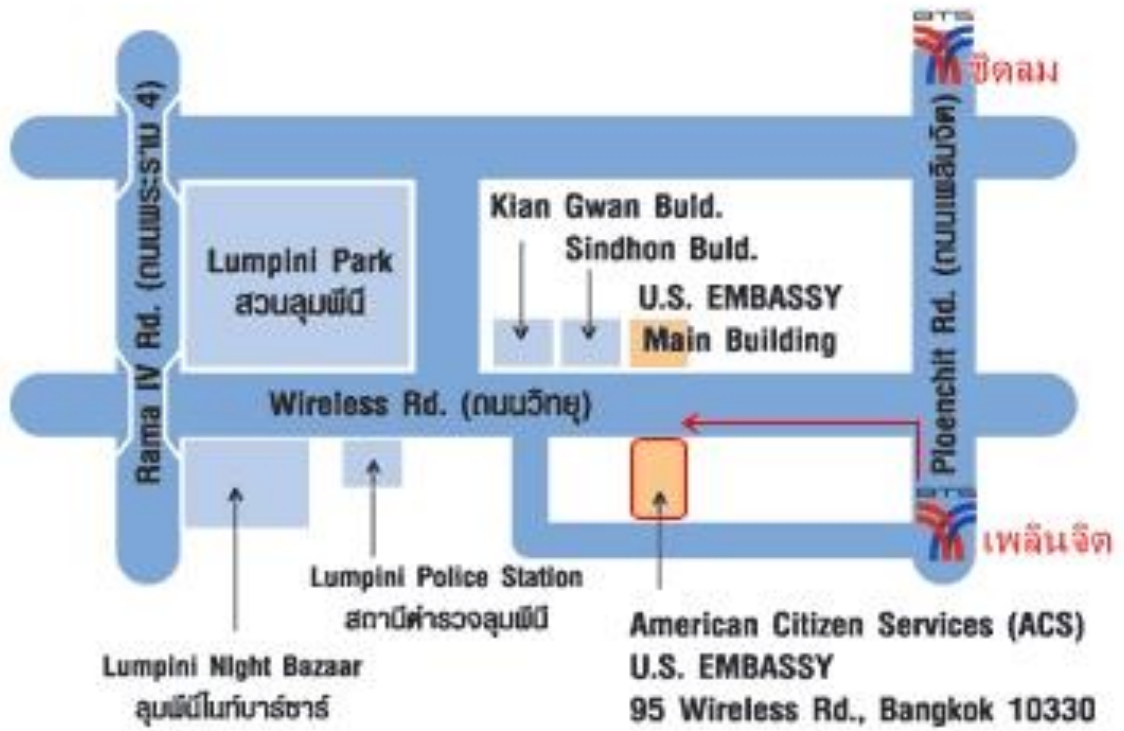 BTS
ชิดลม
Rama IV Rd. (ถนนพระราม 4)
Ploenchit Rd. (ถนนเพลินจิต)
Kian Gwan Buld.
Sindhon Buld.
Lumpini Park
สวนลุมพีนี
U.S. EMBASSY
Main Building
Wireless Rd. (ถนนวิทยุ)
BTS
เพลินจิต
Lumpini Police Station
สถานีตำรวจลุมพีนี
American Citizen Services (ACS)
U.S. EMBASSY
95 Wireless Rd., Bangkok 10330
Lumpini Night Bazaar
ลุมพีนีไนท์บาร์ซาร์